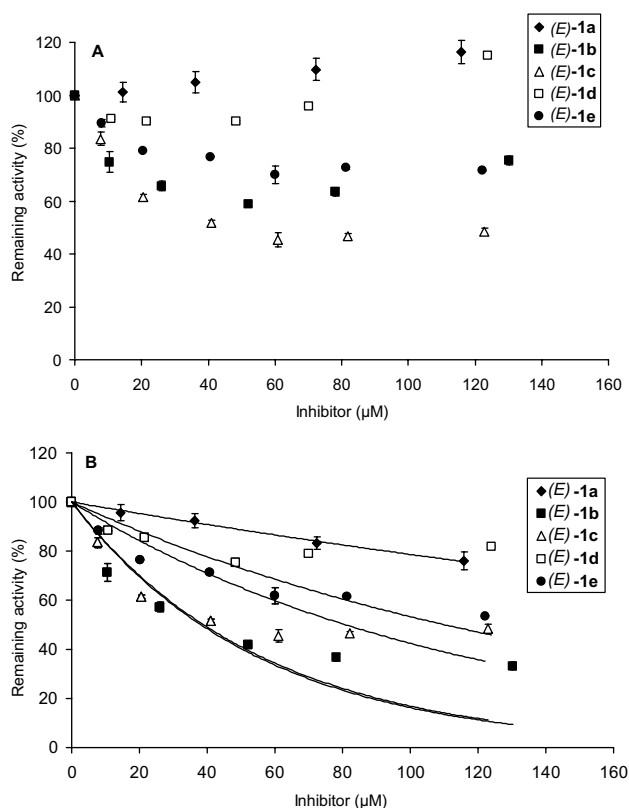 A
120
100
80
60
40
20
0
Remaining activity (%)
0 20 40 60 80 100 120 140 160
Inhibitor (µM)
(E)-1a
(E)-1b
(E)-1c
(E)-1d
(E)-1e
B
120
100
80
60
40
20
0
Remaining activity (%)
0 20 40 60 80 100 120 140 160
Inhibitor (µM)
(E) -1a
(E) -1b
(E) -1c
(E) -1d
(E) -1e